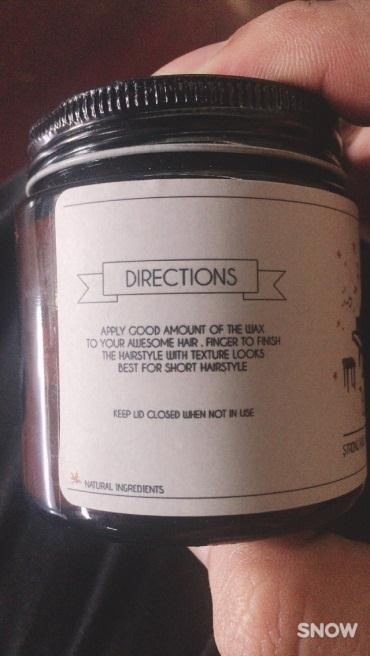 DIRECTIONS
APPLY GOOD AMOUNT OF THE WAX
TO YOUR AWESOME HAIR . FINGER TO FINISH
THE HAIRSTYLE WITH TEXTURE LOOKS
BEST FOR SHORT HAIRSTYLE
KEEP LID CLOSED WHEN NOT IN USE
NATURAL INGREDIENTS
SNOW